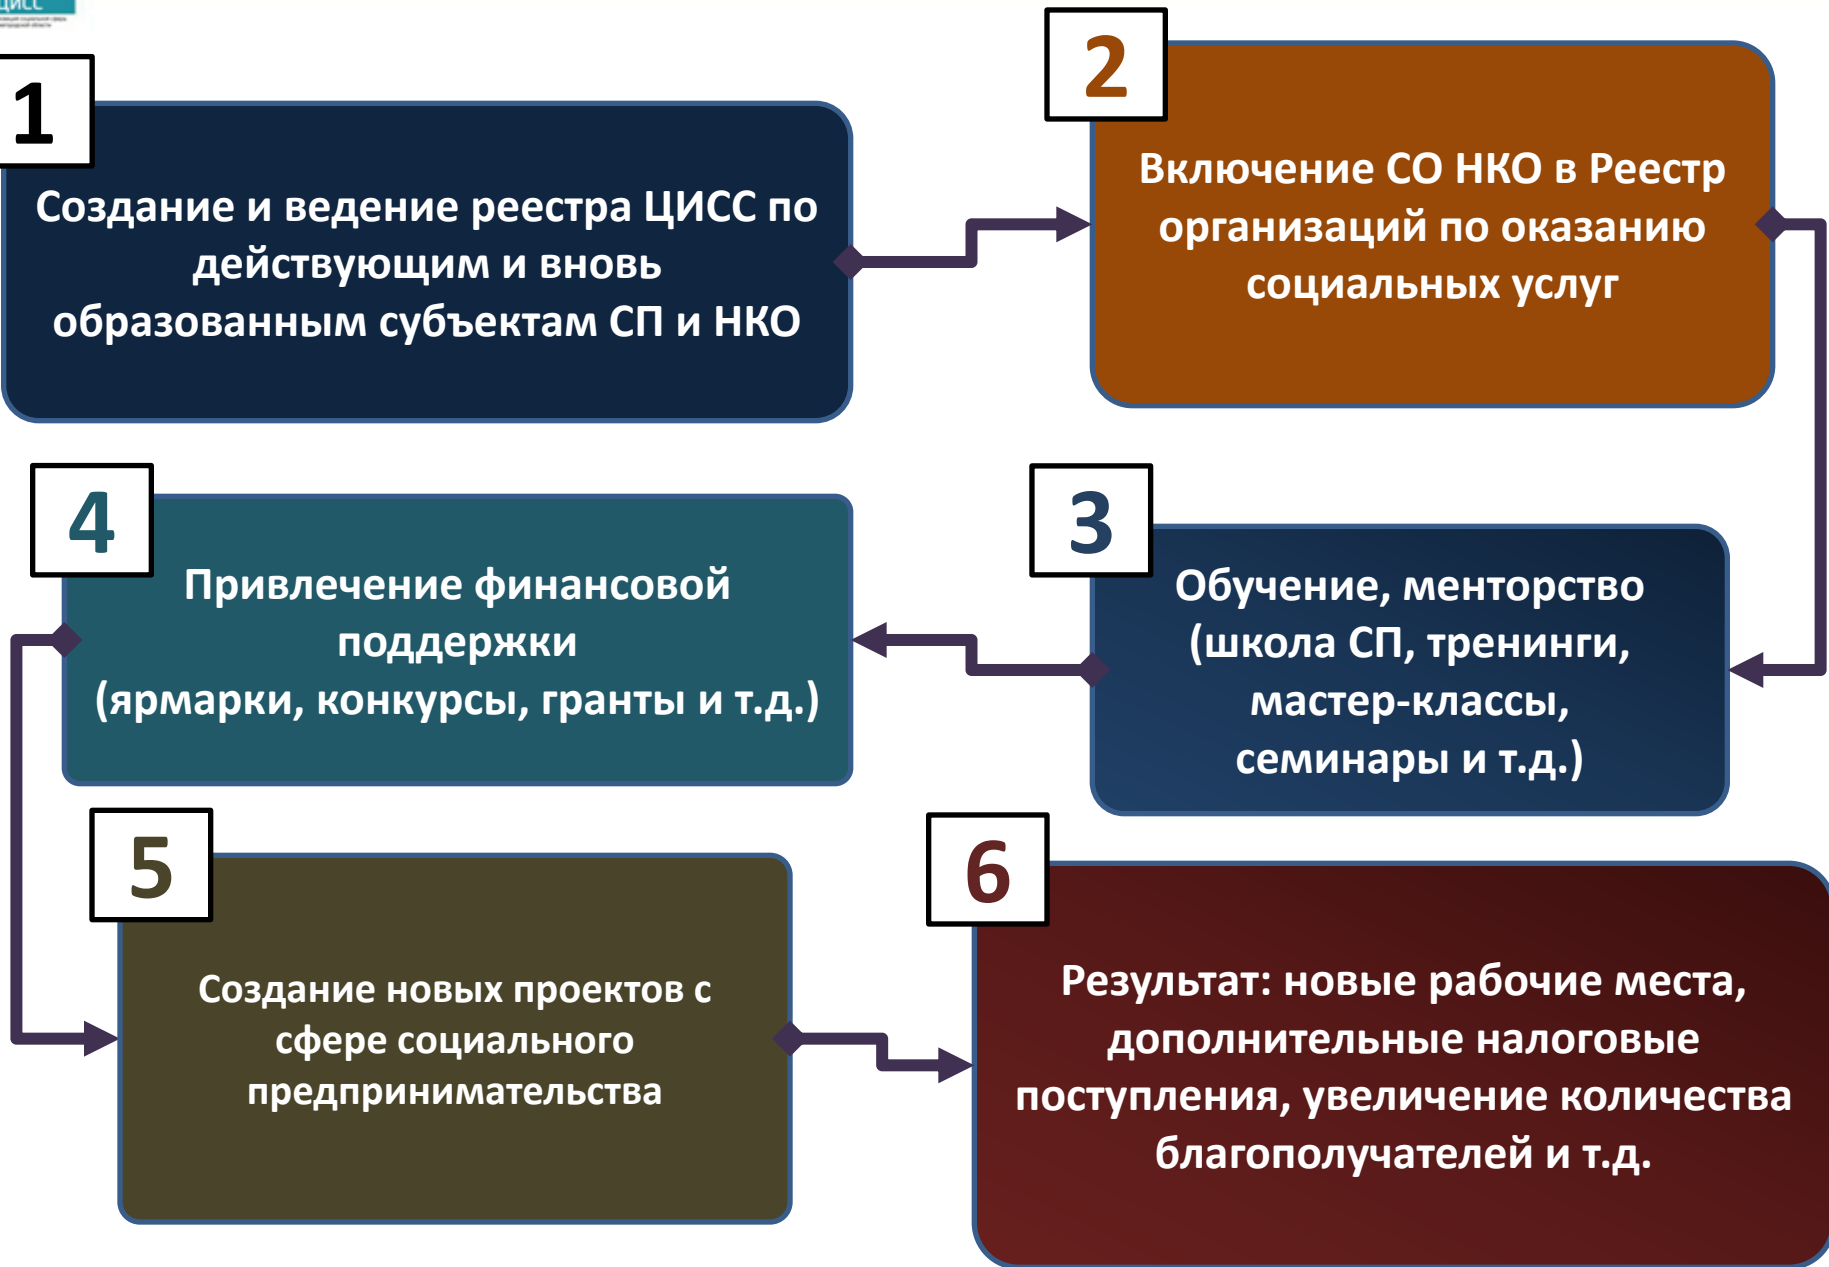 ЦИСС
1
Создание и ведение реестра ЦИСС по
действующим и вновь
образованным субъектам СП и НКО
2
Включение СО НКО в Реестр
организаций по оказанию
социальных услуг
3
Обучение, менторство
(школа СП, тренинги,
мастер-классы,
семинары и т.д.)
4
Привлечение финансовой
поддержки
(ярмарки, конкурсы, гранты и т.д.)
5
Создание новых проектов с
сфере социального
предпринимательства
6
Результат: новые рабочие места,
дополнительные налоговые
поступления, увеличение количества
благополучателей и т.д.